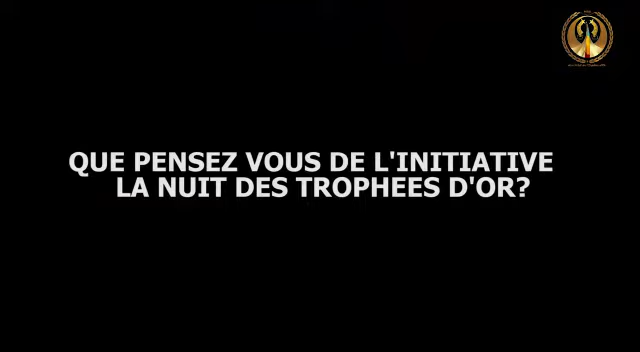 QUE PENSEZ VOUS DE L'INITIATIVE
LA NUIT DES TROPHEES D'OR?